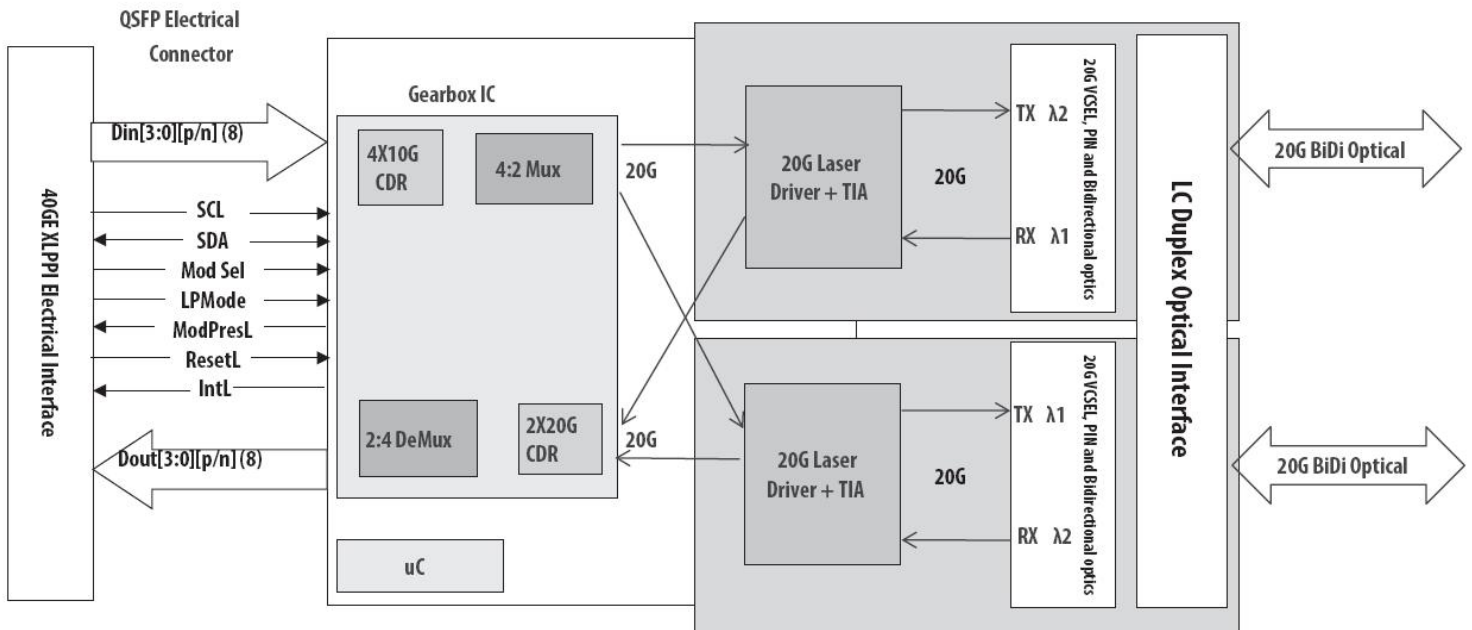 QSFP Electrical
Connector
40GE XLPPI Electrical Interface
Din[3:0][p/n] (8)
SCL
SDA
Mod Sel
LPMode
ModPresL
ResetL
IntL
Dout[3:0][p/n] (8)
Gearbox IC
4X10G
CDR
4:2 Mux
2:4 DeMux
2X20G
CDR
uC
20G
20G
20G Laser
Driver + TIA
20G
TX λ2
RX λ1
20G VCSEL, PIN and Bidirectional optics
20G Laser
Driver + TIA
20G
TX λ1
RX λ2
20G VCSEL, PIN and Bidirectional optics
LC Duplex Optical Interface
20G BiDi Optical
20G BiDi Optical